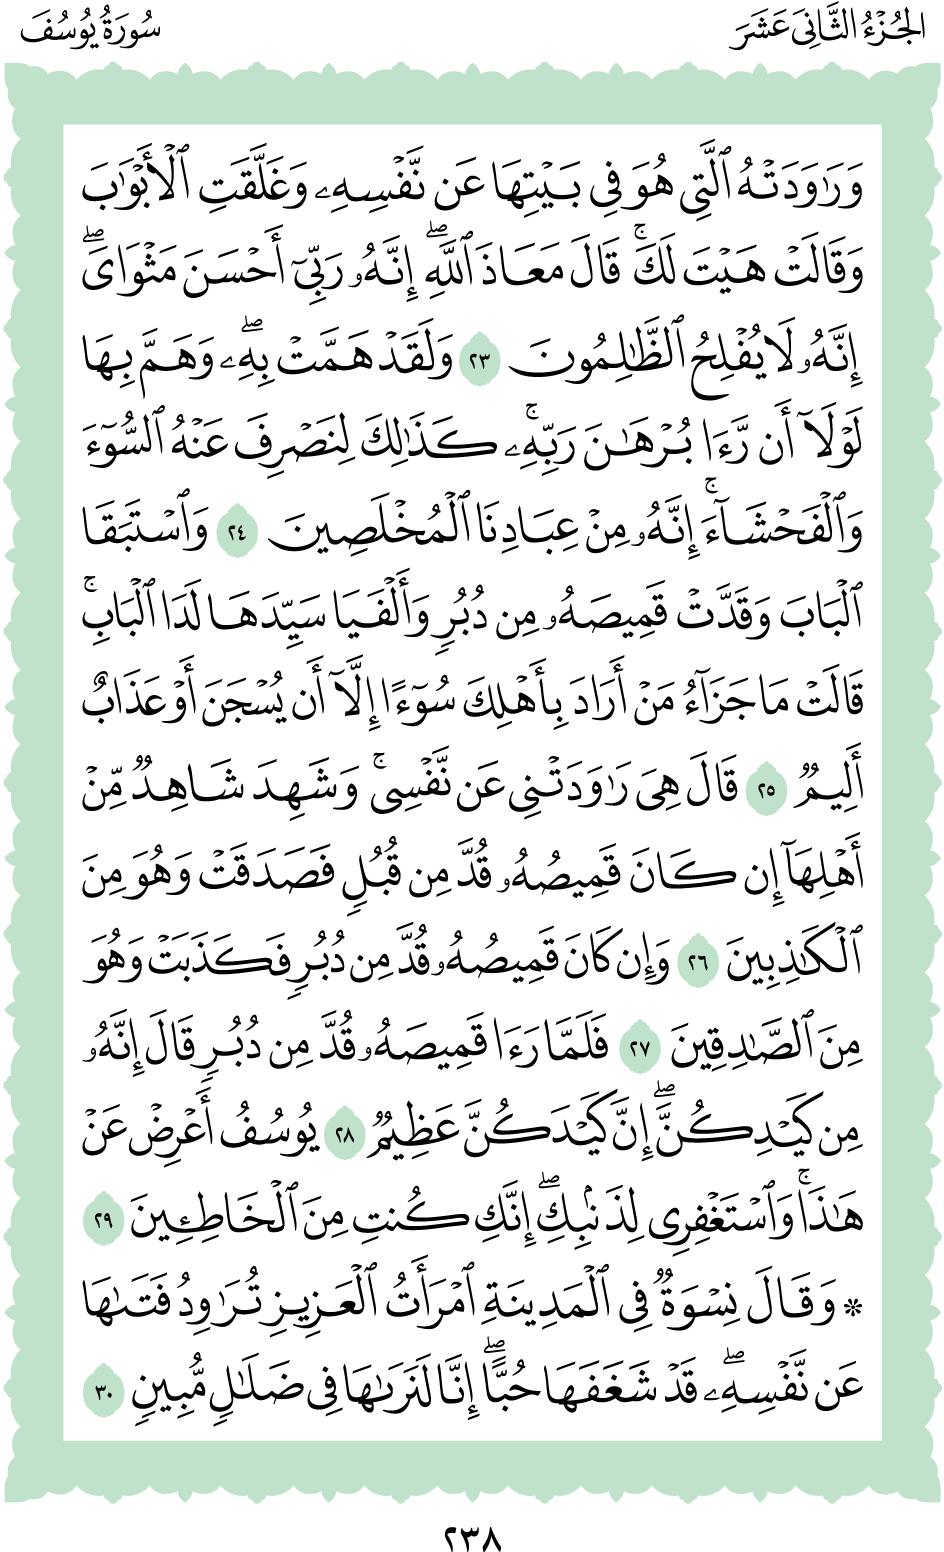 الجُزْءُ الثَّانِيَ عَشَرَ
سُورَةُ يُوسُفَ
وَرَٰوَدَتْهُ ٱلَّتِى هُوَ فِى بَيْتِهَا عَن نَّفْسِهِۦ وَغَلَّقَتِ ٱلْأَبْوَٰبَ
وَقَالَتْ هَيْتَ لَكَ ۚ قَالَ مَعَاذَ ٱللَّهِ ۖ إِنَّهُۥ رَبِّىٓ أَحْسَنَ مَثْوَاىَ ۖ
إِنَّهُۥ لَا يُفْلِحُ ٱلظَّٰلِمُونَ ٢٣ وَلَقَدْ هَمَّتْ بِهِۦ ۖ وَهَمَّ بِهَا
لَوْلَآ أَن رَّءَا بُرْهَٰنَ رَبِّهِۦ ۚ كَذَٰلِكَ لِنَصْرِفَ عَنْهُ ٱلسُّوٓءَ
وَٱلْفَحْشَآءَ ۚ إِنَّهُۥ مِنْ عِبَادِنَا ٱلْمُخْلَصِينَ ٢٤ وَٱسْتَبَقَا
ٱلْبَابَ وَقَدَّتْ قَمِيصَهُۥ مِن دُبُرٍ وَأَلْفَيَا سَيِّدَهَا لَدَا ٱلْبَابِ ۚ
قَالَتْ مَا جَزَآءُ مَنْ أَرَادَ بِأَهْلِكَ سُوٓءًا إِلَّآ أَن يُسْجَنَ أَوْ عَذَابٌ
أَلِيمٌ ٢٥ قَالَ هِىَ رَٰوَدَتْنِى عَن نَّفْسِى ۚ وَشَهِدَ شَاهِدٌ مِّنْ
أَهْلِهَآ إِن كَانَ قَمِيصُهُۥ قُدَّ مِن قُبُلٍ فَصَدَقَتْ وَهُوَ مِنَ
ٱلْكَٰذِبِينَ ٢٦ وَإِن كَانَ قَمِيصُهُۥ قُدَّ مِن دُبُرٍ فَكَذَبَتْ وَهُوَ
مِنَ ٱلصَّٰدِقِينَ ٢٧ فَلَمَّا رَءَا قَمِيصَهُۥ قُدَّ مِن دُبُرٍ قَالَ إِنَّهُۥ
مِن كَيْدِكُنَّ ۖ إِنَّ كَيْدَكُنَّ عَظِيمٌ ٢٨ يُوسُفُ أَعْرِضْ عَنْ
هَٰذَا ۚ وَٱسْتَغْفِرِى لِذَنۢبِكِ ۖ إِنَّكِ كُنتِ مِنَ ٱلْخَاطِـِٔينَ ٢٩
۞ وَقَالَ نِسْوَةٌ فِى ٱلْمَدِينَةِ ٱمْرَأَتُ ٱلْعَزِيزِ تُرَٰوِدُ فَتَىٰهَا
عَن نَّفْسِهِۦ ۖ قَدْ شَغَفَهَا حُبًّا ۖ إِنَّا لَنَرَىٰهَا فِى ضَلَٰلٍ مُّبِينٍ ٣٠
٢٣٨